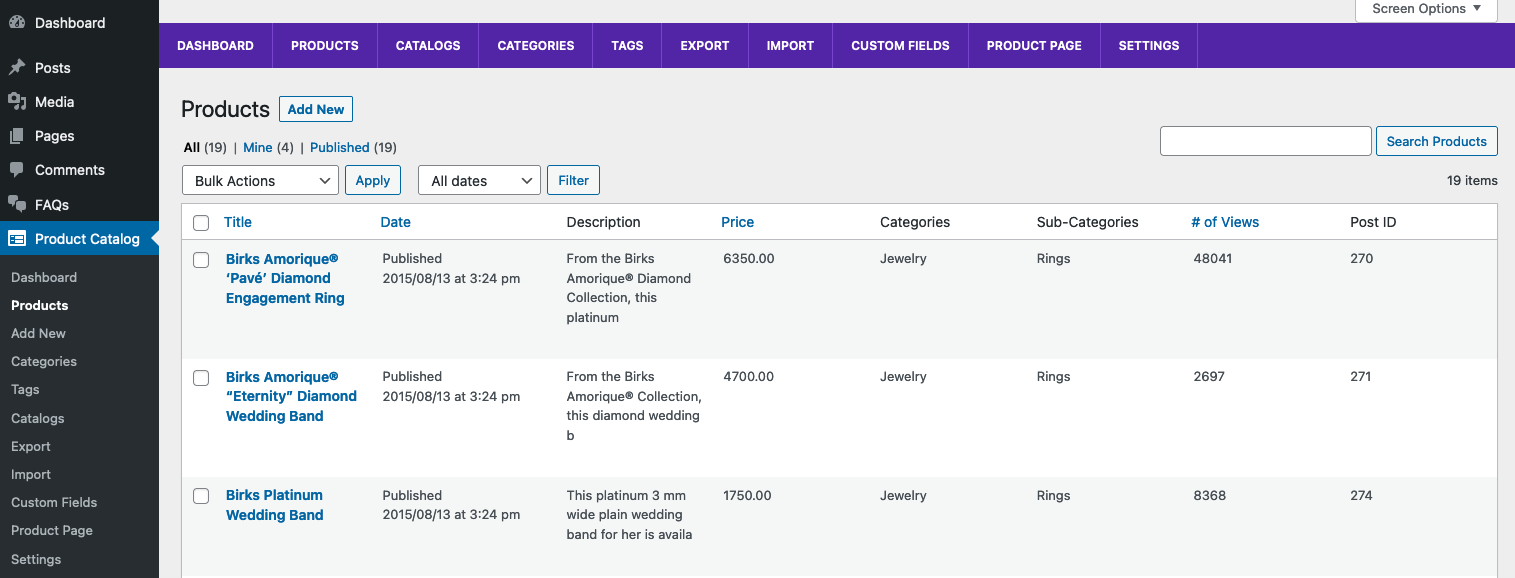 Dashboard
Posts
Media
Pages
Comments
FAQs
Product Catalog
Dashboard
Products
Add New
Categories
Tags
Catalogs
Export
Import
Custom Fields
Product Page
Settings
Screen Options ▼
DASHBOARD PRODUCTS CATALOGS CATEGORIES TAGS EXPORT IMPORT CUSTOM FIELDS PRODUCT PAGE SETTINGS
Products Add New
All (19) | Mine (4) | Published (19)
Search Products
Bulk Actions Apply All dates Filter
19 items
Title Date Description Price Categories Sub-Categories # of Views Post ID
Birks Amorique® Published From the Birks 6350.00 Jewelry Rings 48041 270
‘Pavé’ Diamond 2015/08/13 at 3:24 pm Amorique® Diamond
Engagement Ring Collection, this
platinum
Birks Amorique® Published From the Birks 4700.00 Jewelry Rings 2697 271
“Eternity” Diamond 2015/08/13 at 3:24 pm Amorique® Collection,
Wedding Band this diamond wedding
b
Birks Platinum Published This platinum 3 mm 1750.00 Jewelry Rings 8368 274
Wedding Band 2015/08/13 at 3:24 pm wide plain wedding
band for her is availa